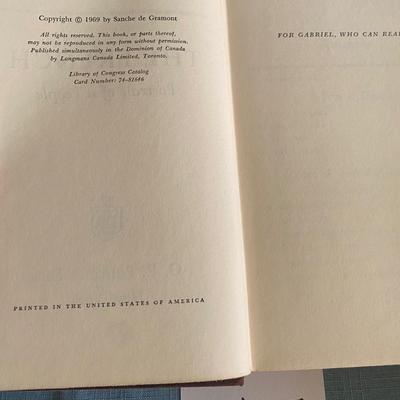 Copyright © 1969 by Sanche de Gramont
All rights reserved. This book, or parts thereof,
may not be reproduced in any form without permission.
Published simultaneously in the Dominion of Canada
by Longmans Canada Limited, Toronto.
Library of Congress Catalog
Card Number: 74-81646
PRINTED IN THE UNITED STATES OF AMERICA
FOR GABRIEL, WHO CAN READ